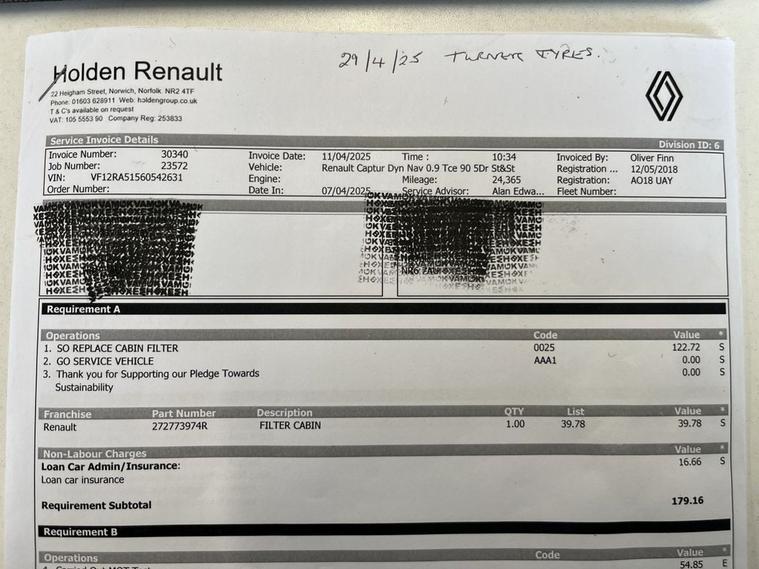 29/4/25 TURNER TYRES.
Holden Renault
22 Heigham Street, Norwich, Norfolk. NR2 4TF
Phone: 01603 628911 Web: holdengroup.co.uk
T & C's available on request
VAT: 105 5553 90 Company Reg: 253833
Service Invoice Details Division ID: 6
Invoice Number: 30340 Invoice Date: 11/04/2025 Time : 10:34 Invoiced By: Oliver Finn
Job Number: 23572 Vehicle: Renault Captur Dyn Nav 0.9 Tce 90 5Dr St&St Registration ... 12/05/2018
VIN: VF12RA51560542631 Engine: Mileage: 24,365 Registration: AO18 UAY
Order Number: Date In: 07/04/2025 Service Advisor: Alan Edwa... Fleet Number:
Requirement A
Operations Code Value *
1. SO REPLACE CABIN FILTER 0025 122.72 S
2. GO SERVICE VEHICLE AAA1 0.00 S
3. Thank you for Supporting our Pledge Towards 0.00 S
Sustainability
Franchise Part Number Description QTY List Value *
Renault 272773974R FILTER CABIN 1.00 39.78 39.78 S
Non-Labour Charges Value *
Loan Car Admin/Insurance: 16.66 S
Loan car insurance
Requirement Subtotal 179.16
Requirement B
Operations Code Value *
54.85 E